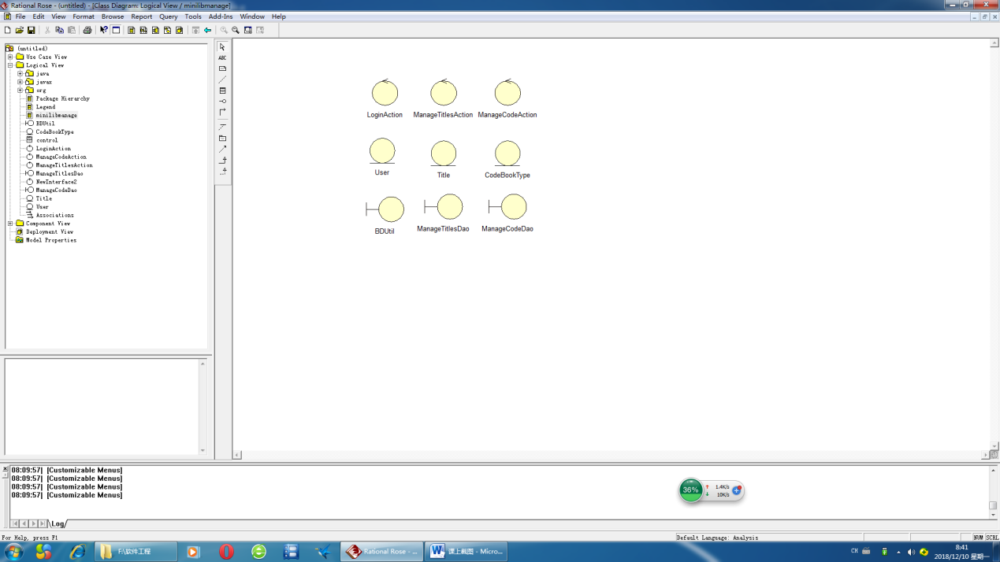 Rational Rose - (untitled) - [Class Diagram: Logical View / minilibmanage]
File Edit View Format Browse Report Query Tools Add-Ins Window Help
ABC
(untitled)
Use Case View
Logical View
java
javax
org
Package Hierarchy
Legend
minilibmanage
BDUtil
CodeBookType
control
LoginAction
ManageCodeAction
ManageTitlesAction
ManageTitlesDao
NewInterface2
ManageCodeDao
Title
User
Associations
Component View
Deployment View
Model Properties
LoginAction ManageTitlesAction ManageCodeAction
User Title CodeBookType
BDUtil ManageTitlesDao ManageCodeDao
08:09:57| [Customizable Menus]
08:09:57| [Customizable Menus]
08:09:57| [Customizable Menus]
08:09:57| [Customizable Menus]
Log
36% 1.4K/s
10K/s
For Help, press F1
Default Language: Analysis
NUM SCRL
F:\软件工程
Rational Rose - ...
课上截图 - Micro...
CH
8:41
2018/12/10 星期一